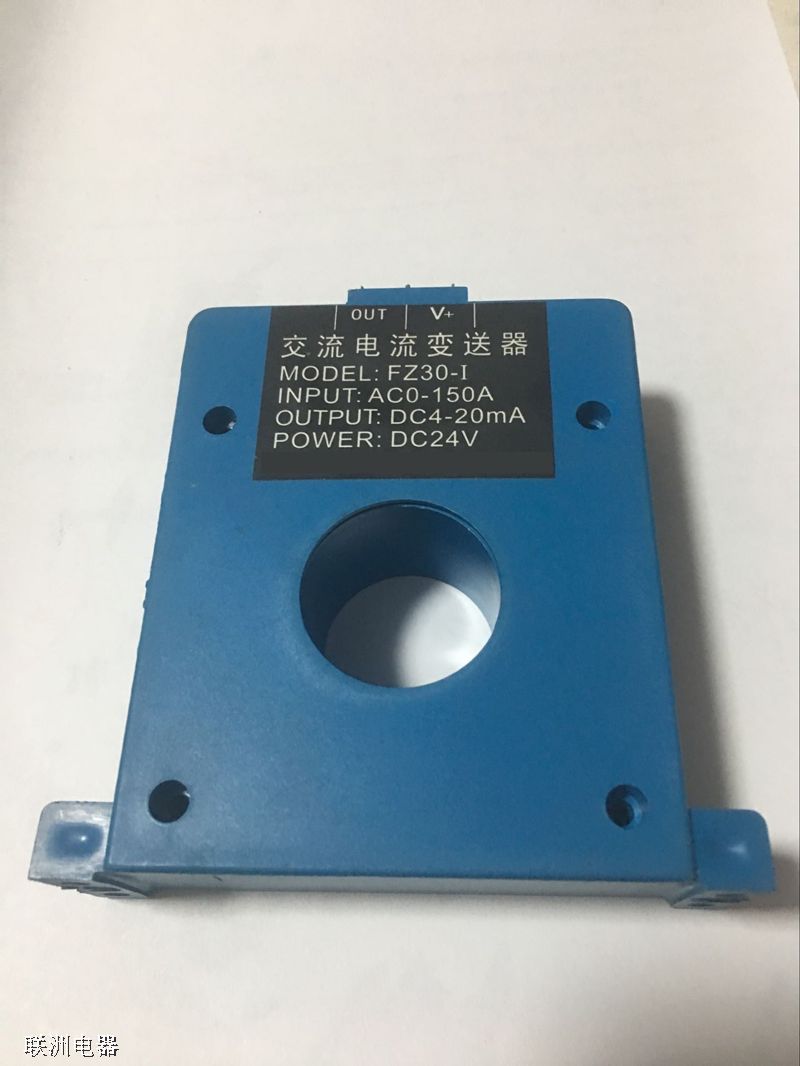 OUT V+
交流电流变送器
MODEL: FZ30-I
INPUT: AC0-150A
OUTPUT: DC4-20mA
POWER: DC24V
联洲电器